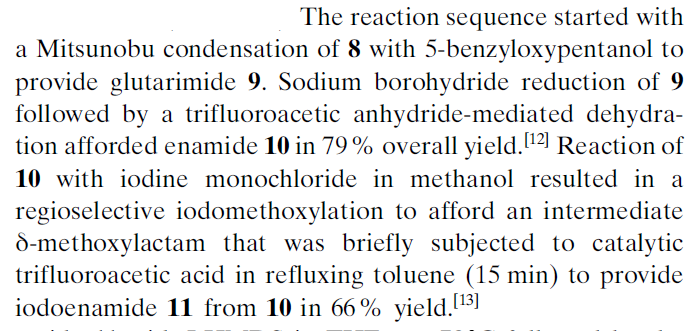 The reaction sequence started with
a Mitsunobu condensation of 8 with 5-benzyloxypentanol to
provide glutarimide 9. Sodium borohydride reduction of 9
followed by a trifluoroacetic anhydride-mediated dehydra-
tion afforded enamide 10 in 79% overall yield.[12] Reaction of
10 with iodine monochloride in methanol resulted in a
regioselective iodomethoxylation to afford an intermediate
δ-methoxylactam that was briefly subjected to catalytic
trifluoroacetic acid in refluxing toluene (15 min) to provide
iodoenamide 11 from 10 in 66% yield.[13]